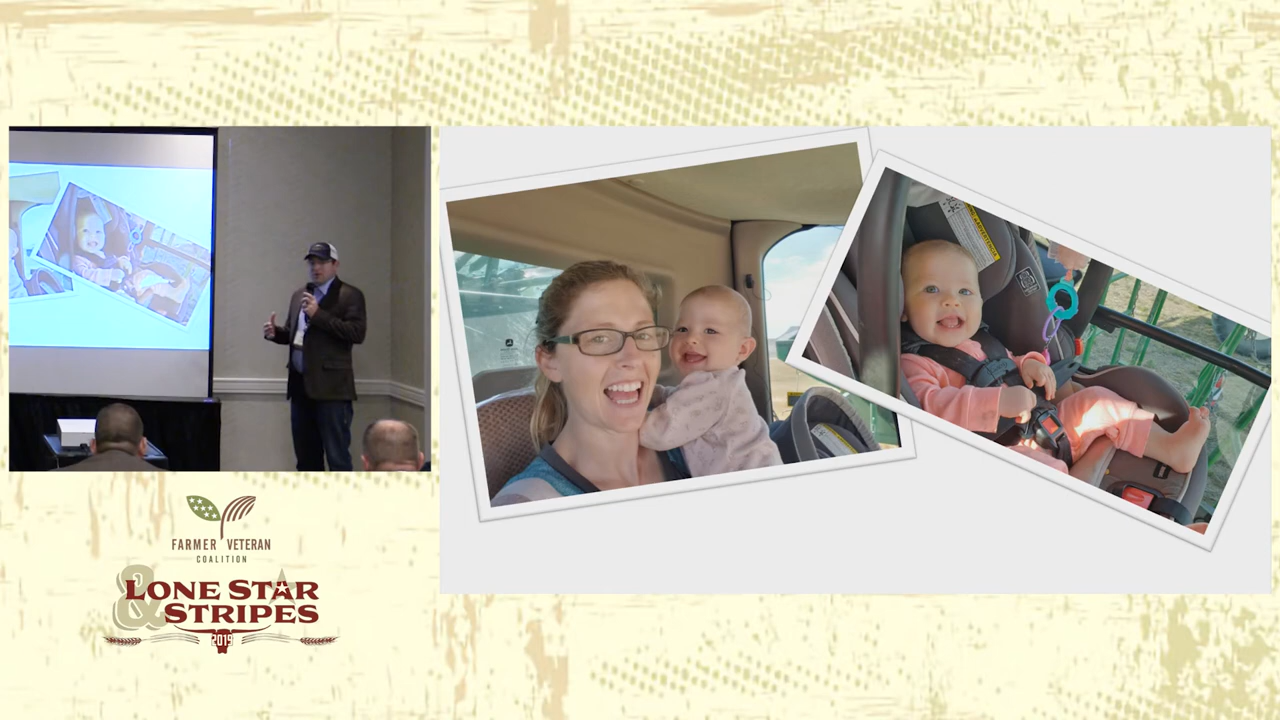 FARMER VETERAN
COALITION
&
LONE STAR
STRIPES
2019